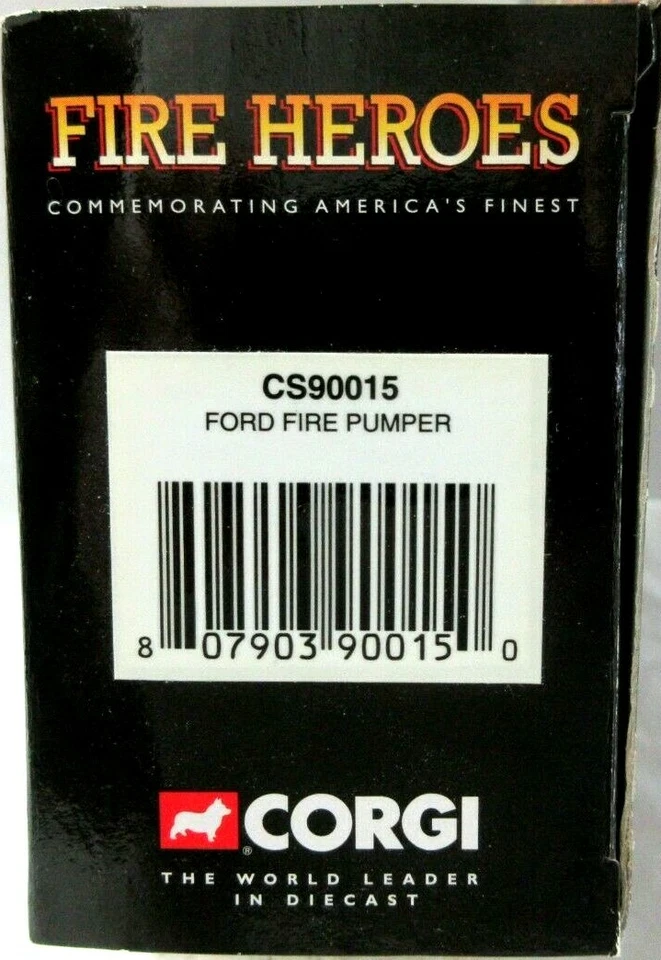 FIRE HEROES
COMMEMORATING AMERICA'S FINEST
CS90015
FORD FIRE PUMPER
8 07903 90015 0
® CORGI
THE WORLD LEADER
IN DIECAST